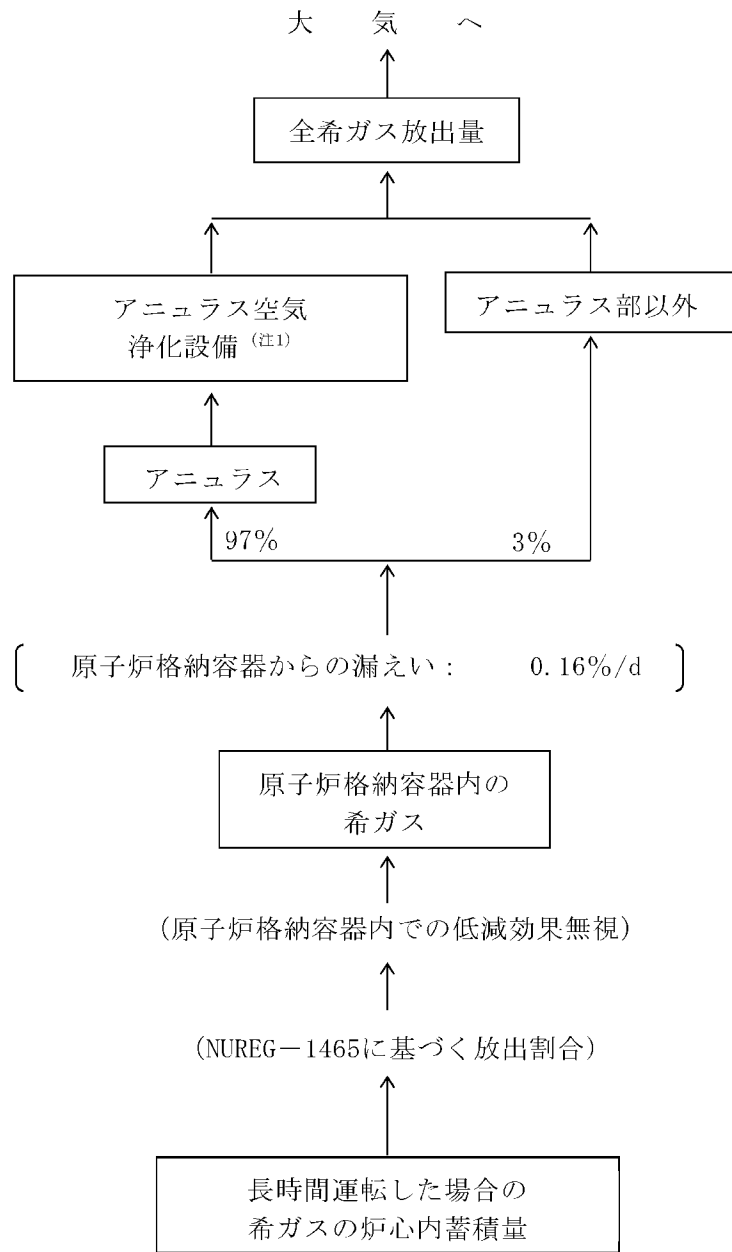 大　気　へ
全希ガス放出量
アニュラス空気
浄化設備 (注1)
アニュラス部以外
アニュラス
97%
3%
〔 原子炉格納容器からの漏えい： 0.16%/d 〕
原子炉格納容器内の
希ガス
(原子炉格納容器内での低減効果無視)
(NUREG－1465に基づく放出割合)
長時間運転した場合の
希ガスの炉心内蓄積量